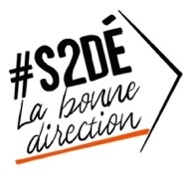 #S2DÉ
La bonne
direction